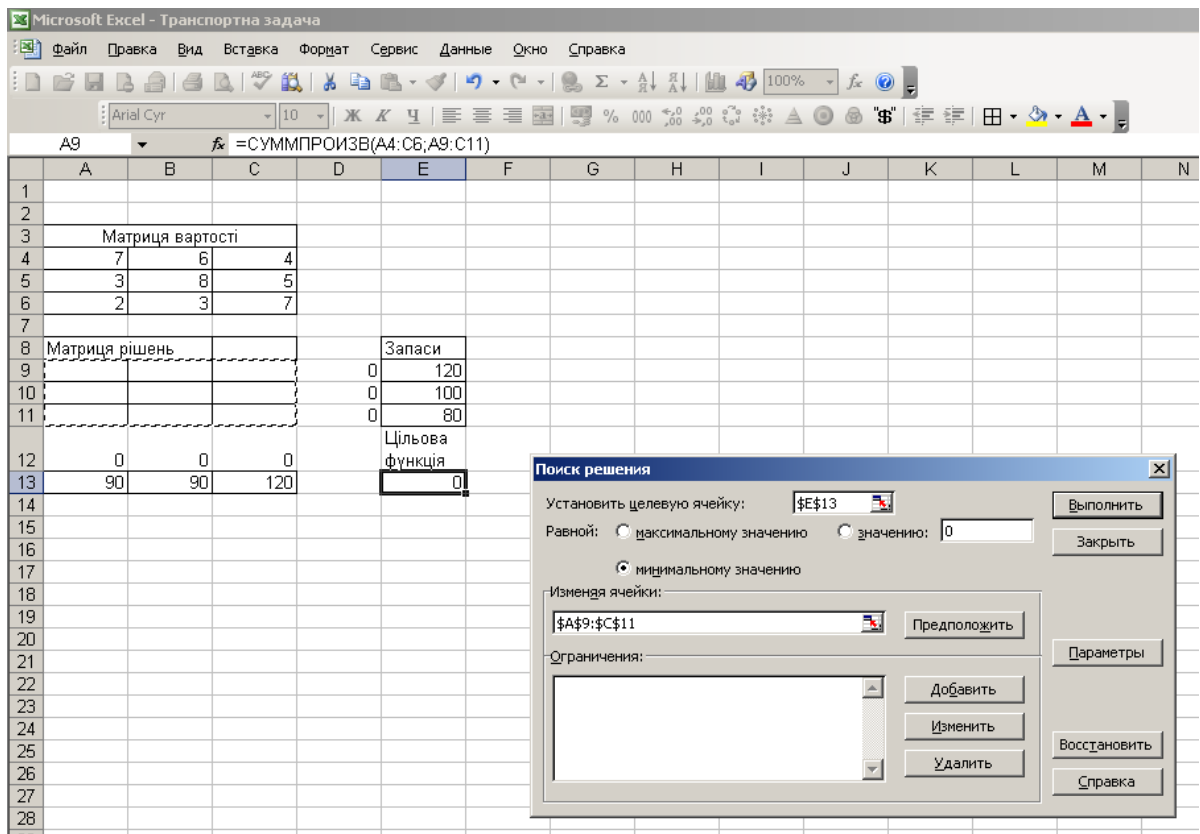 Microsoft Excel - Транспортна задача
Файл Правка Вид Вставка Формат Сервис Данные Окно Справка
100%
Arial Cyr 10 Ж К Ч % 000
A9 fx =СУММПРОИЗВ(A4:C6;A9:C11)
A B C D E F G H I J K L M N
1
2
3 Матриця вартості
4 7 6 4
5 3 8 5
6 2 3 7
7
8 Матриця рішень Запаси
9 0 120
10 0 100
11 0 80
Цільова
12 0 0 0 функція
13 90 90 120 0
14
15
16
17
18
19
20
21
22
23
24
25
26
27
28
Поиск решения
Установить целевую ячейку: $E$13 Выполнить
Равной: максимальному значению значению: 0 Закрыть
минимальному значению
Изменяя ячейки:
$A$9:$C$11 Предположить
Ограничения: Параметры
Добавить
Изменить
Восстановить
Удалить
Справка